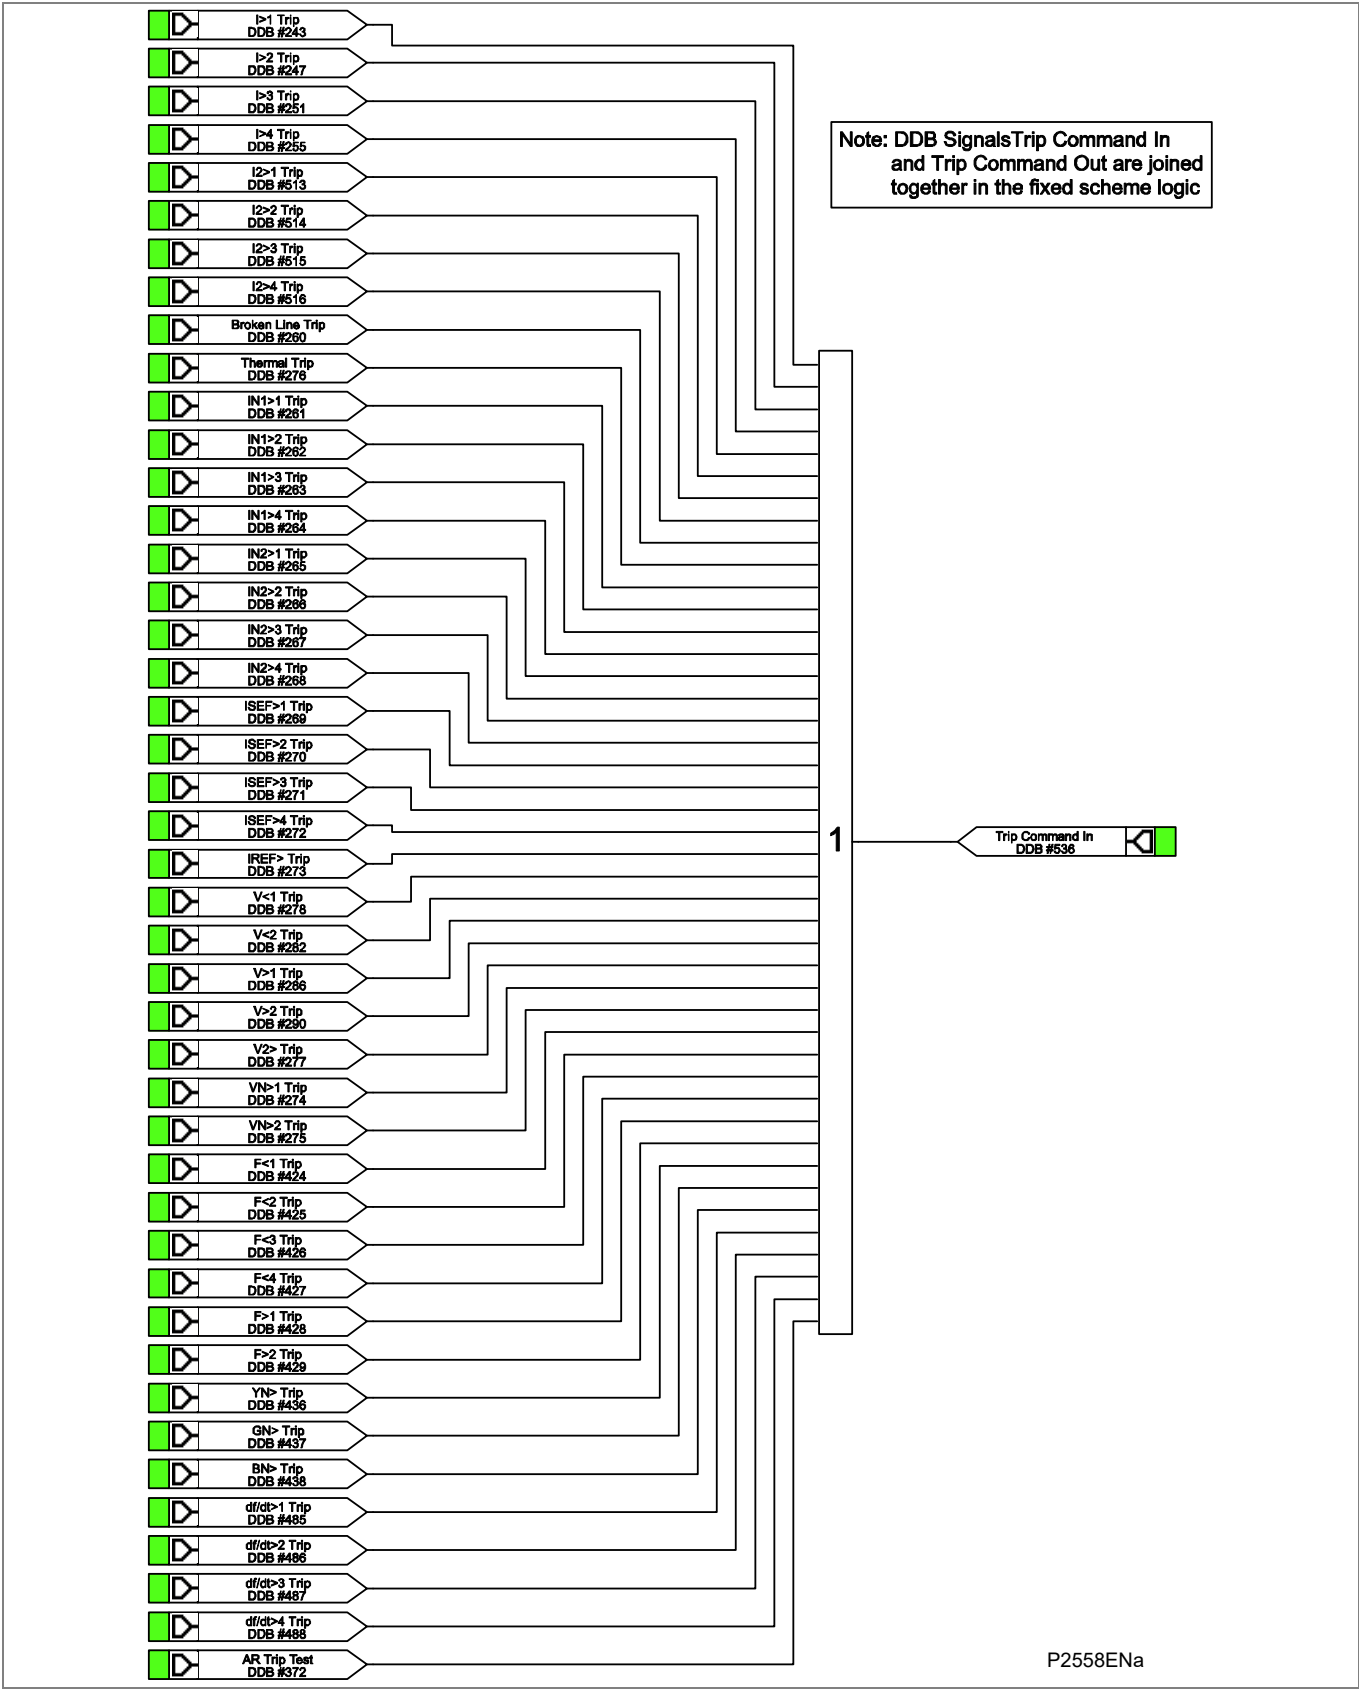 I>1 Trip
DDB #243
I>2 Trip
DDB #247
I>3 Trip
DDB #251
I>4 Trip
DDB #255
I2>1 Trip
DDB #513
I2>2 Trip
DDB #514
I2>3 Trip
DDB #515
I2>4 Trip
DDB #516
Broken Line Trip
DDB #260
Thermal Trip
DDB #276
IN1>1 Trip
DDB #261
IN1>2 Trip
DDB #262
IN1>3 Trip
DDB #263
IN1>4 Trip
DDB #264
IN2>1 Trip
DDB #265
IN2>2 Trip
DDB #266
IN2>3 Trip
DDB #267
IN2>4 Trip
DDB #268
ISEF>1 Trip
DDB #269
ISEF>2 Trip
DDB #270
ISEF>3 Trip
DDB #271
ISEF>4 Trip
DDB #272
IREF> Trip
DDB #273
V<1 Trip
DDB #278
V<2 Trip
DDB #282
V>1 Trip
DDB #286
V>2 Trip
DDB #290
V2> Trip
DDB #277
VN>1 Trip
DDB #274
VN>2 Trip
DDB #275
F<1 Trip
DDB #424
F<2 Trip
DDB #425
F<3 Trip
DDB #426
F<4 Trip
DDB #427
F>1 Trip
DDB #428
F>2 Trip
DDB #429
YN> Trip
DDB #436
GN> Trip
DDB #437
BN> Trip
DDB #438
df/dt>1 Trip
DDB #485
df/dt>2 Trip
DDB #486
df/dt>3 Trip
DDB #487
df/dt>4 Trip
DDB #488
AR Trip Test
DDB #372
Note: DDB SignalsTrip Command In
and Trip Command Out are joined
together in the fixed scheme logic
1
Trip Command In
DDB #536
P2558ENa